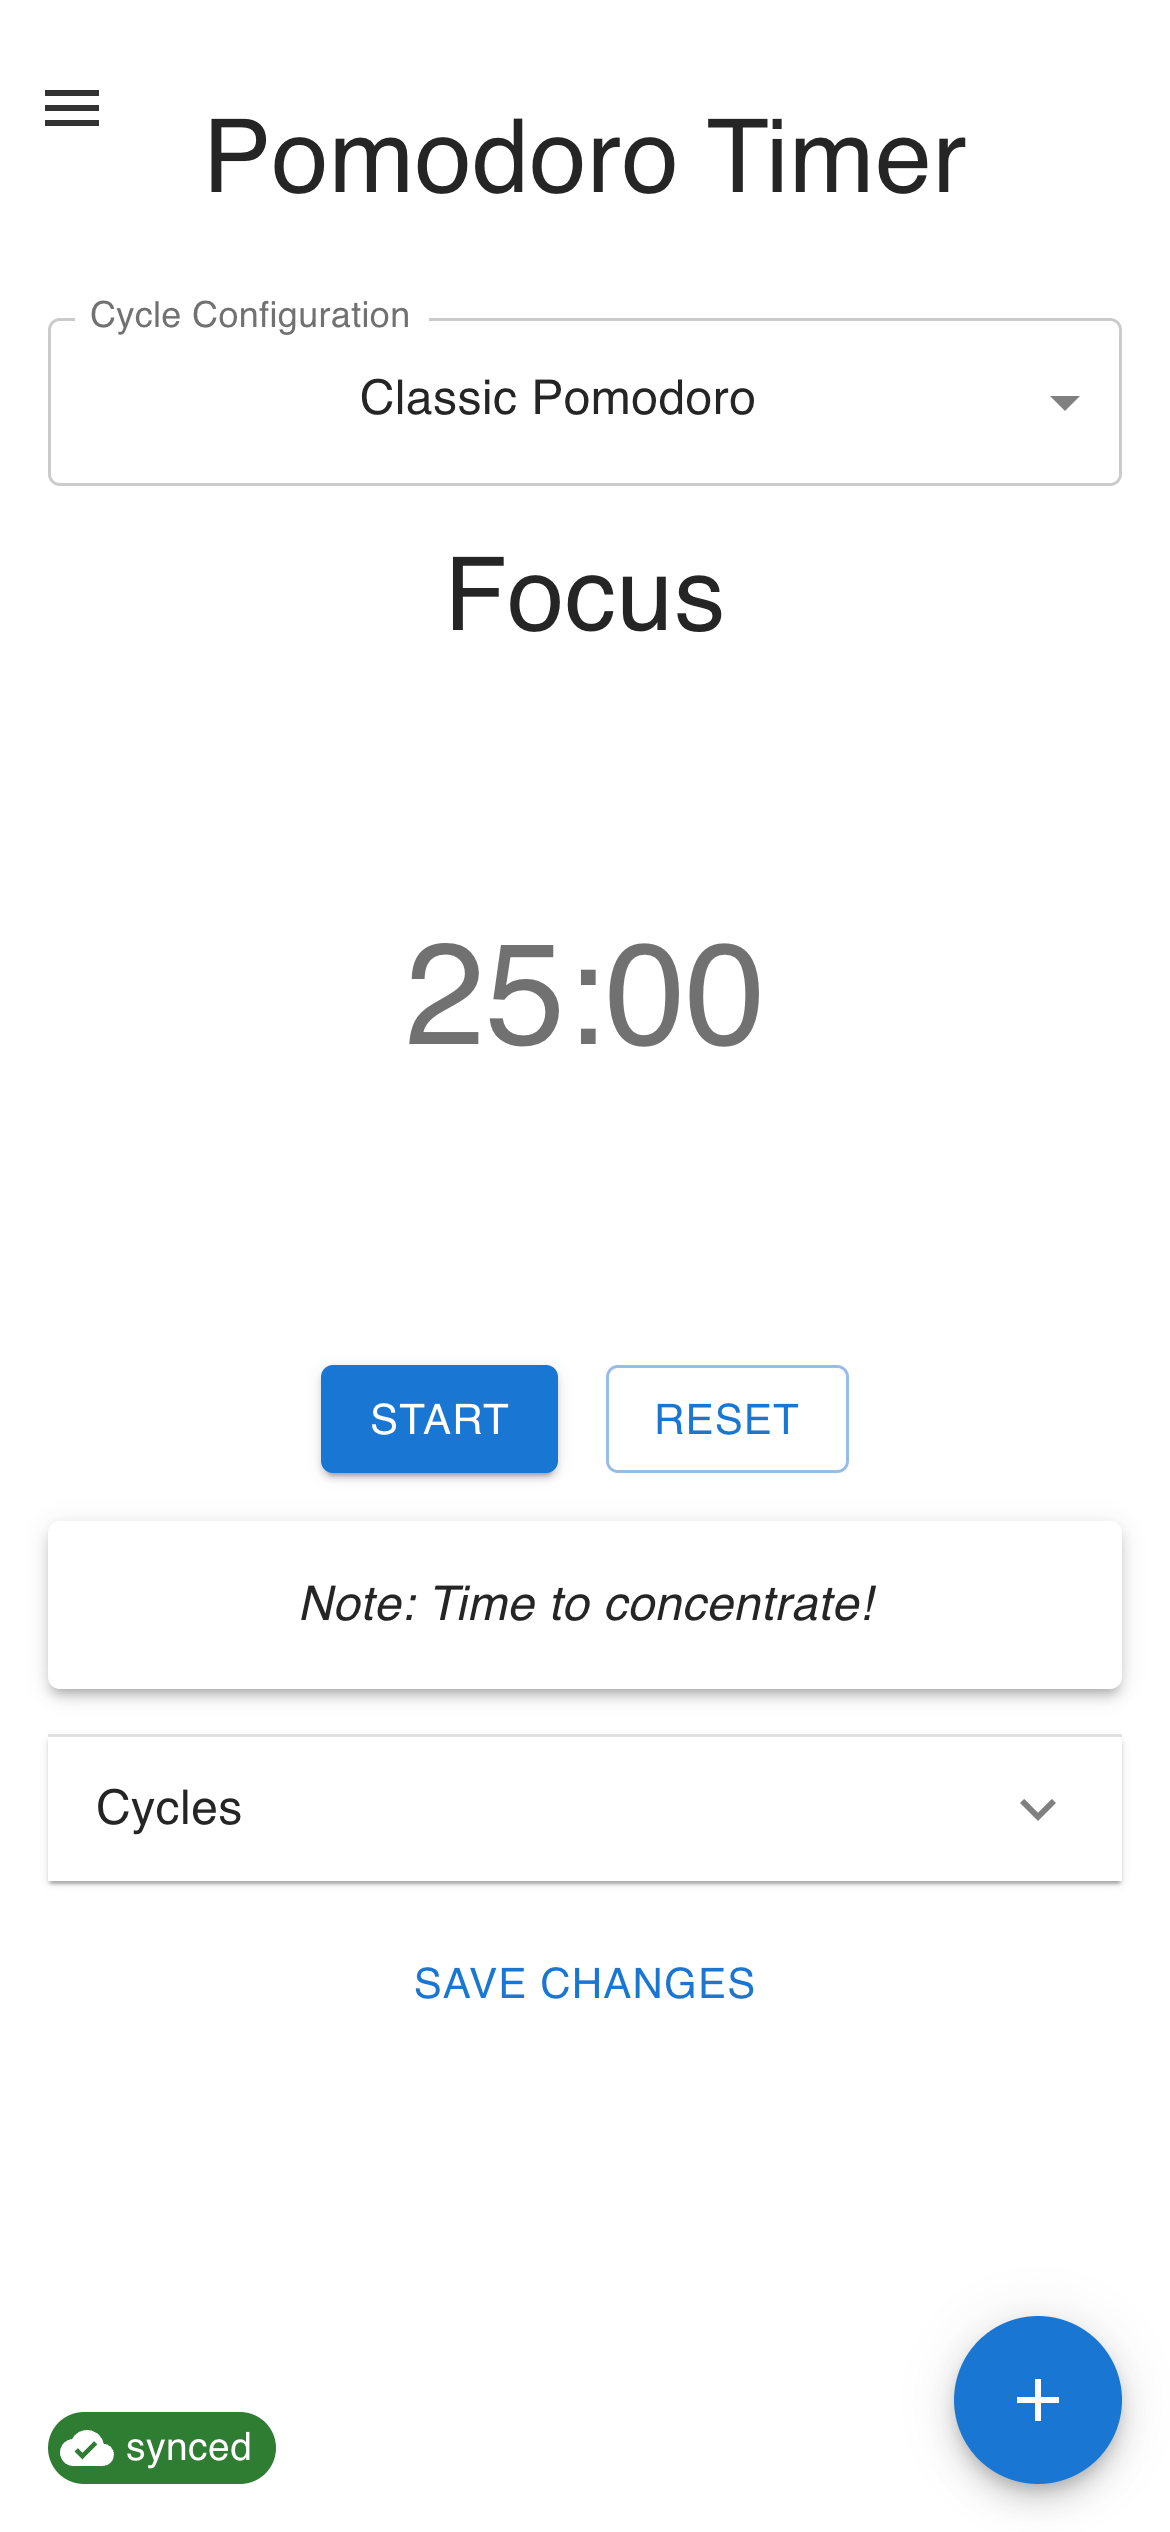 Pomodoro Timer
Cycle Configuration
Classic Pomodoro
Focus
25:00
START RESET
Note: Time to concentrate!
Cycles
SAVE CHANGES
synced